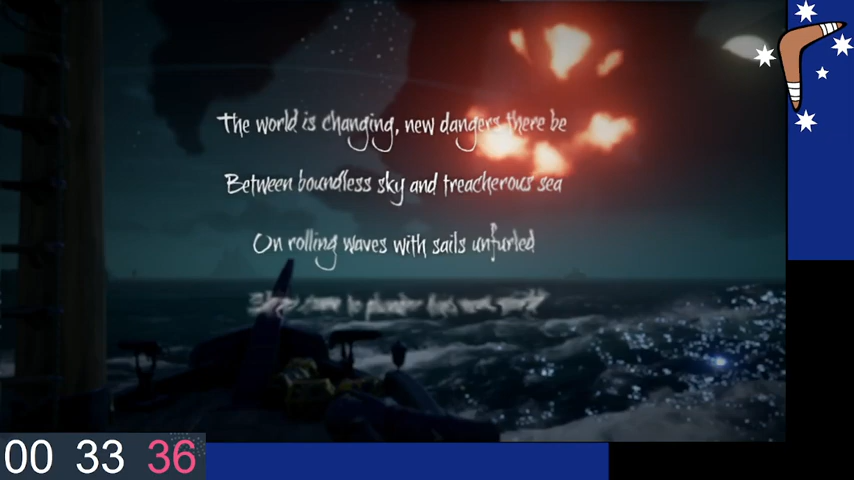 The world is changing, new dangers there be
Between boundless sky and treacherous sea
On rolling waves with sails unfurled
00 33 36